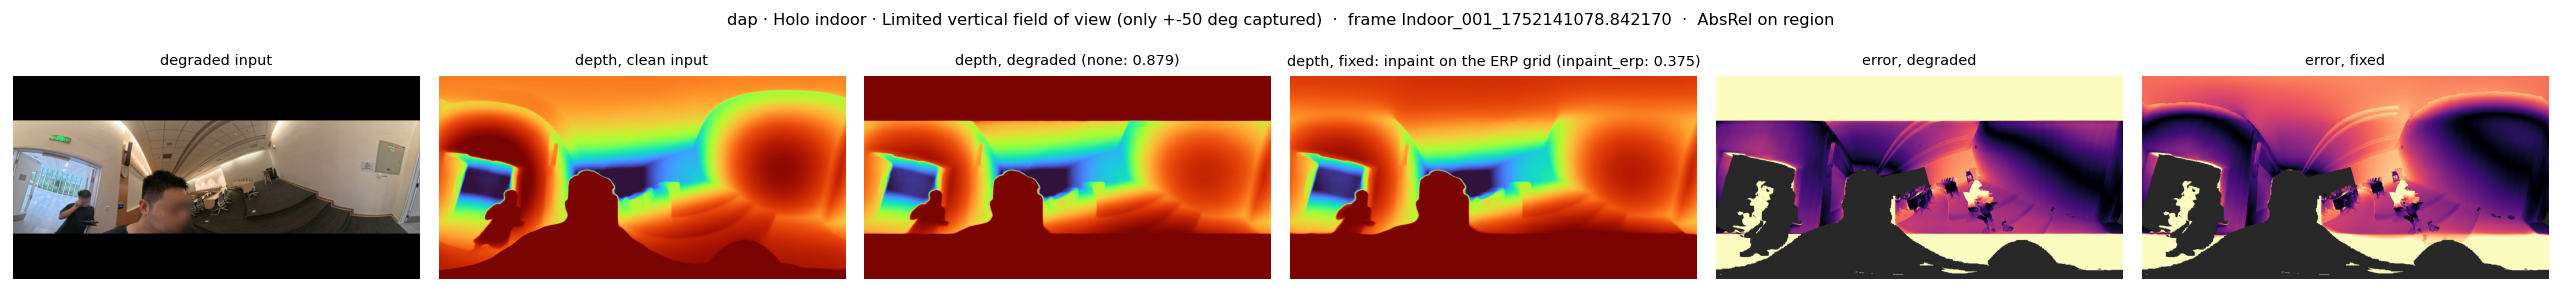 dap · Holo indoor · Limited vertical field of view (only +-50 deg captured) · frame Indoor_001_1752141078.842170 · AbsRel on region
degraded input
depth, clean input
depth, degraded (none: 0.879)
depth, fixed: inpaint on the ERP grid (inpaint_erp: 0.375)
error, degraded
error, fixed